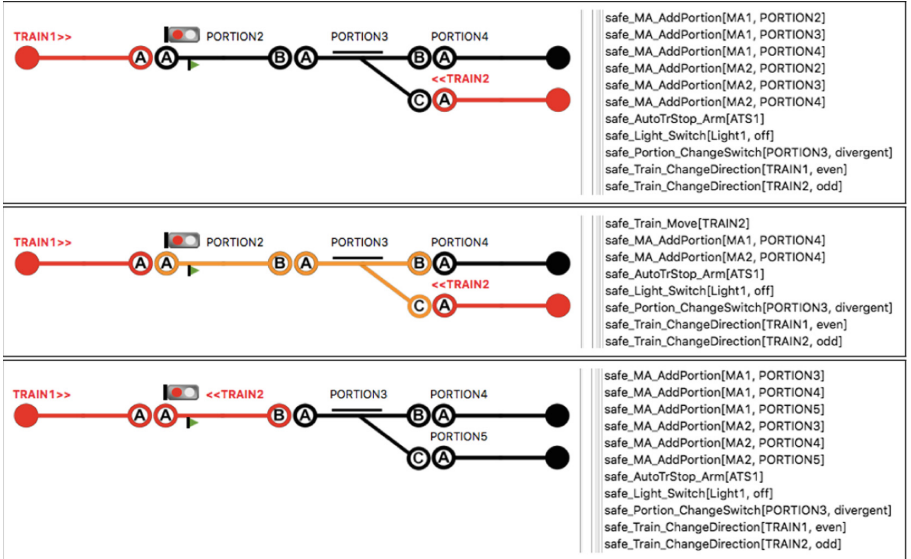 TRAIN1>>
PORTION2
PORTION3
PORTION4
A A B A B A
<<TRAIN2
C A
safe_MA_AddPortion[MA1, PORTION2]
safe_MA_AddPortion[MA1, PORTION3]
safe_MA_AddPortion[MA1, PORTION4]
safe_MA_AddPortion[MA2, PORTION2]
safe_MA_AddPortion[MA2, PORTION3]
safe_MA_AddPortion[MA2, PORTION4]
safe_AutoTrStop_Arm[ATS1]
safe_Light_Switch[Light1, off]
safe_Portion_ChangeSwitch[PORTION3, divergent]
safe_Train_ChangeDirection[TRAIN1, even]
safe_Train_ChangeDirection[TRAIN2, odd]
TRAIN1>>
PORTION2
PORTION3
PORTION4
A A B A B A
<<TRAIN2
C A
safe_Train_Move[TRAIN2]
safe_MA_AddPortion[MA1, PORTION4]
safe_MA_AddPortion[MA2, PORTION4]
safe_AutoTrStop_Arm[ATS1]
safe_Light_Switch[Light1, off]
safe_Portion_ChangeSwitch[PORTION3, divergent]
safe_Train_ChangeDirection[TRAIN1, even]
safe_Train_ChangeDirection[TRAIN2, odd]
TRAIN1>>
<<TRAIN2
PORTION3
PORTION4
A A B A B A
PORTION5
C A
safe_MA_AddPortion[MA1, PORTION3]
safe_MA_AddPortion[MA1, PORTION4]
safe_MA_AddPortion[MA1, PORTION5]
safe_MA_AddPortion[MA2, PORTION3]
safe_MA_AddPortion[MA2, PORTION4]
safe_MA_AddPortion[MA2, PORTION5]
safe_AutoTrStop_Arm[ATS1]
safe_Light_Switch[Light1, off]
safe_Portion_ChangeSwitch[PORTION3, divergent]
safe_Train_ChangeDirection[TRAIN1, even]
safe_Train_ChangeDirection[TRAIN2, odd]